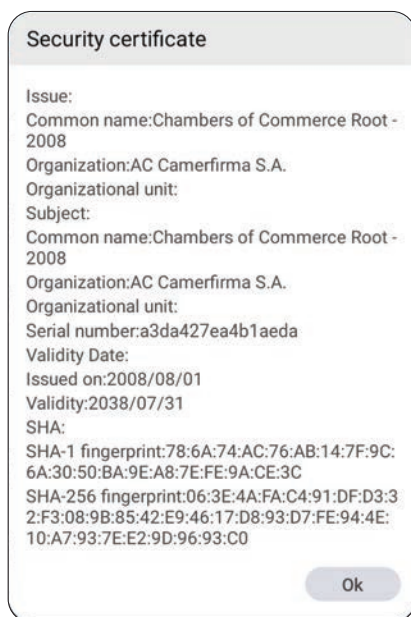 Security certificate
Issue:
Common name:Chambers of Commerce Root -
2008
Organization:AC Camerfirma S.A.
Organizational unit:
Subject:
Common name:Chambers of Commerce Root -
2008
Organization:AC Camerfirma S.A.
Organizational unit:
Serial number:a3da427ea4b1aeda
Validity Date:
Issued on:2008/08/01
Validity:2038/07/31
SHA:
SHA-1 fingerprint:78:6A:74:AC:76:AB:14:7F:9C:
6A:30:50:BA:9E:A8:7E:FE:9A:CE:3C
SHA-256 fingerprint:06:3E:4A:FA:C4:91:DF:D3:3
2:F3:08:9B:85:42:E9:46:17:D8:93:D7:FE:94:4E:
10:A7:93:7E:E2:9D:96:93:C0
Ok